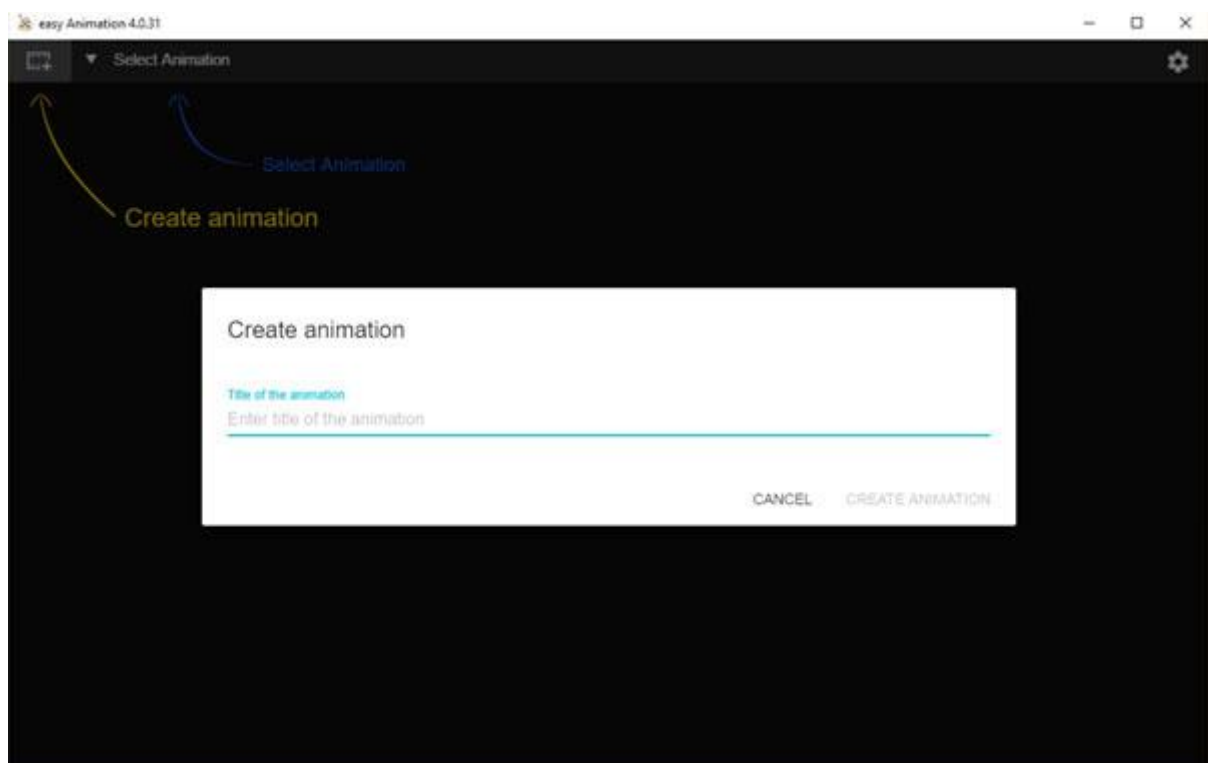 easy Animation 4.0.31
Select Animation
Select Animation
Create animation
Create animation
Title of the animation
Enter title of the animation
CANCEL CREATE ANIMATION